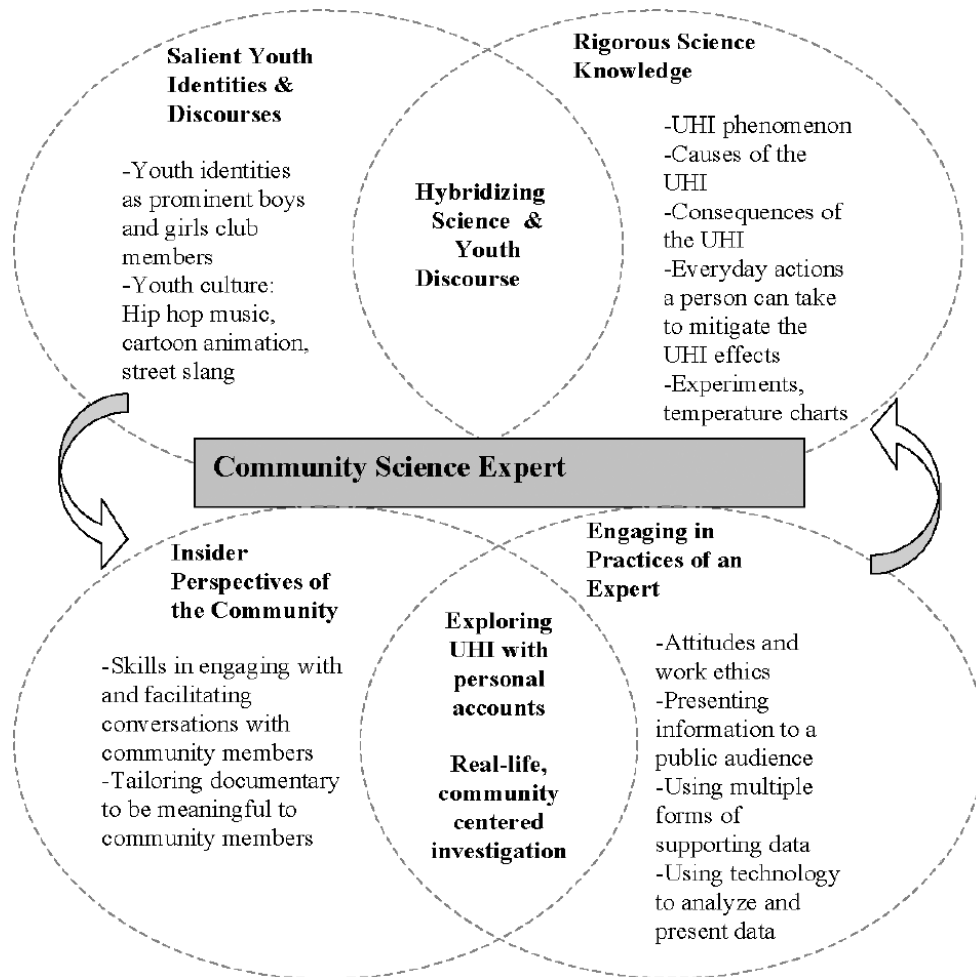 Salient Youth
Identities &
Discourses
-Youth identities
as prominent boys
and girls club
members
-Youth culture:
Hip hop music,
cartoon animation,
street slang
Hybridizing
Science &
Youth
Discourse
Rigorous Science
Knowledge
-UHI phenomenon
-Causes of the
UHI
-Consequences of
the UHI
-Everyday actions
a person can take
to mitigate the
UHI effects
-Experiments,
temperature charts
Community Science Expert
Insider
Perspectives of
the Community
-Skills in engaging with
and facilitating
conversations with
community members
-Tailoring documentary
to be meaningful to
community members
Exploring
UHI with
personal
accounts
Real-life,
community
centered
investigation
Engaging in
Practices of an
Expert
-Attitudes and
work ethics
-Presenting
information to a
public audience
-Using multiple
forms of
supporting data
-Using technology
to analyze and
present data